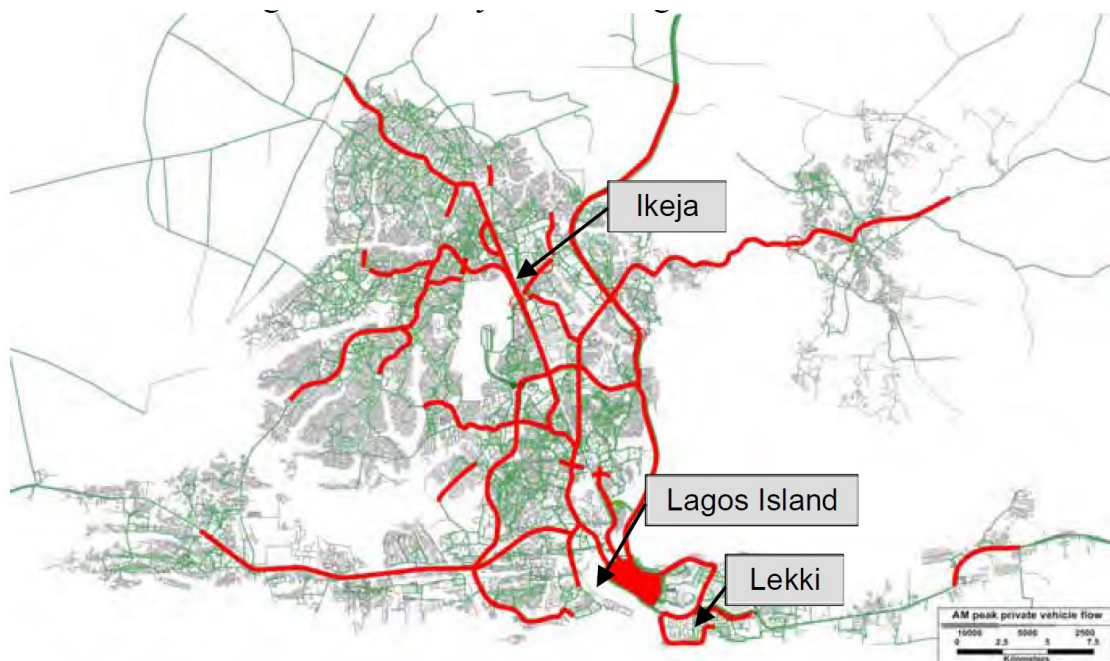 Ikeja
Lagos Island
Lekki
AM peak private vehicle flow
10000 5000 2500
0 2.5 5 7.5
Kilometers